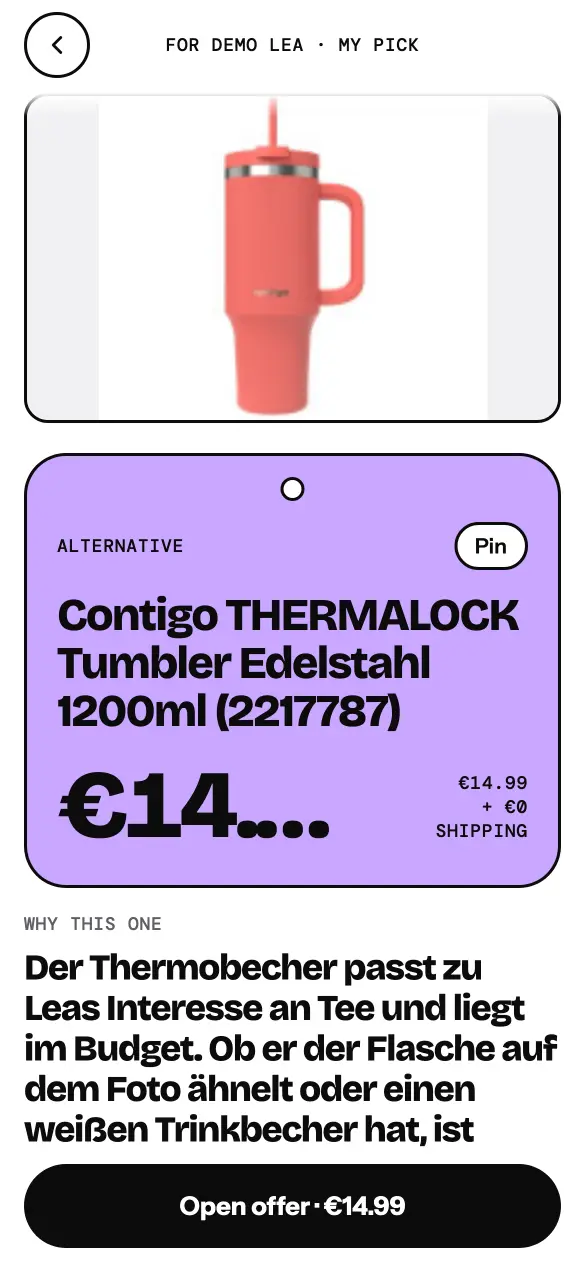 FOR DEMO LEA · MY PICK
ALTERNATIVE
Pin
Contigo THERMALOCK
Tumbler Edelstahl
1200ml (2217787)
€14....
€14.99
+ €0
SHIPPING
WHY THIS ONE
Der Thermobecher passt zu
Leas Interesse an Tee und liegt
im Budget. Ob er der Flasche auf
dem Foto ähnelt oder einen
weißen Trinkbecher hat, ist
Open offer · €14.99